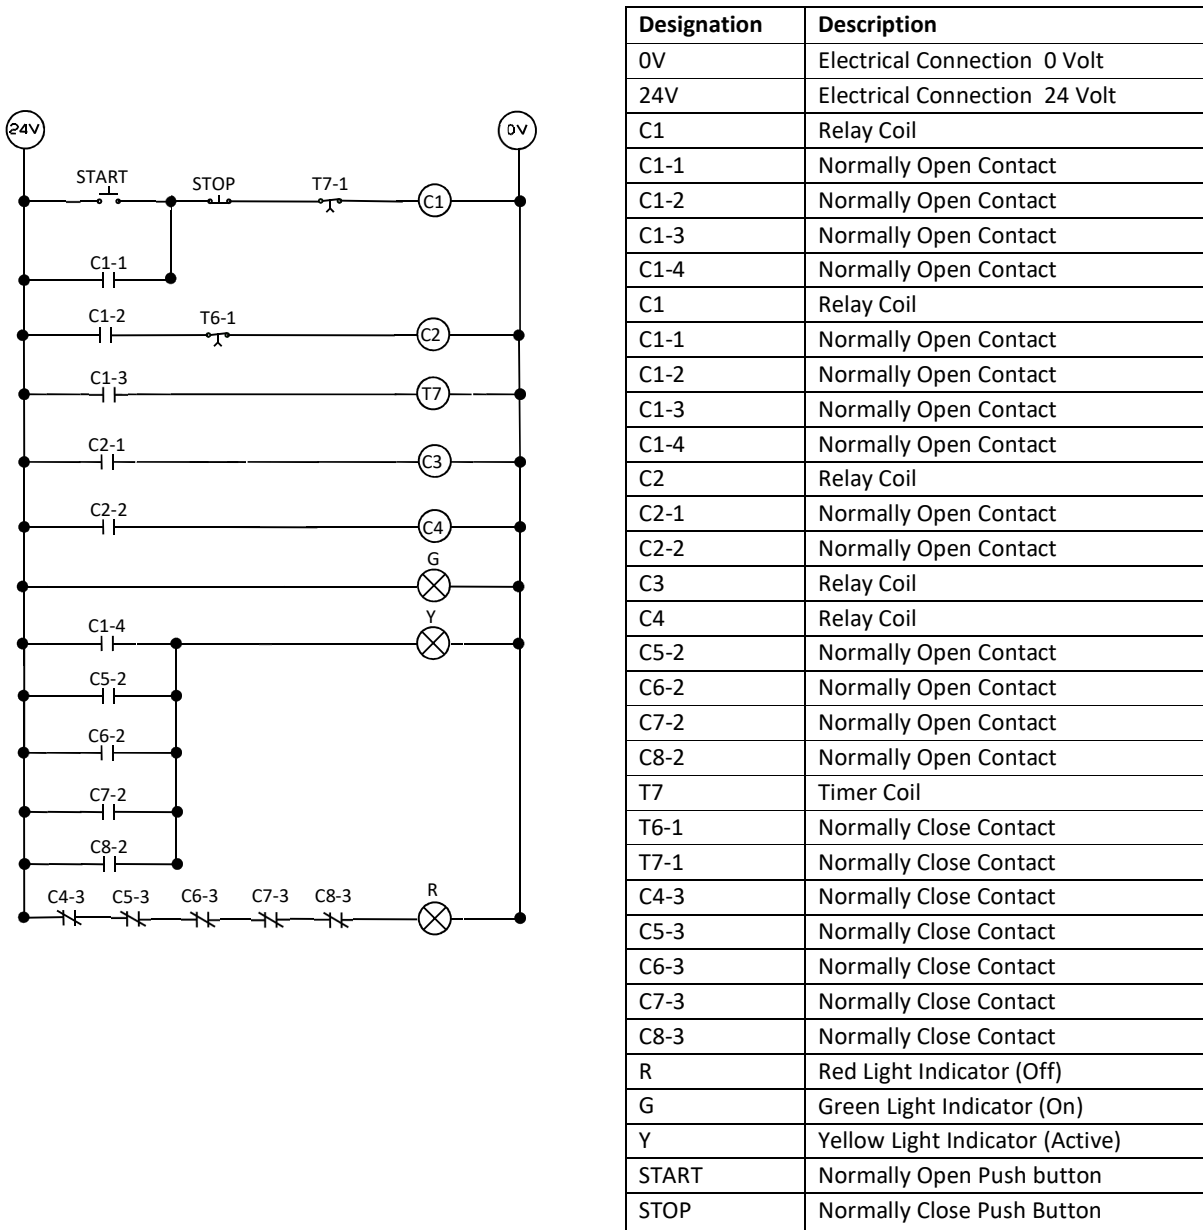 24V
0V
START
STOP
T7-1
C1
C1-1
C1-2
T6-1
C2
C1-3
T7
C2-1
C3
C2-2
C4
G
C1-4
Y
C5-2
C6-2
C7-2
C8-2
C4-3 C5-3 C6-3 C7-3 C8-3 R
Designation Description
0V Electrical Connection 0 Volt
24V Electrical Connection 24 Volt
C1 Relay Coil
C1-1 Normally Open Contact
C1-2 Normally Open Contact
C1-3 Normally Open Contact
C1-4 Normally Open Contact
C1 Relay Coil
C1-1 Normally Open Contact
C1-2 Normally Open Contact
C1-3 Normally Open Contact
C1-4 Normally Open Contact
C2 Relay Coil
C2-1 Normally Open Contact
C2-2 Normally Open Contact
C3 Relay Coil
C4 Relay Coil
C5-2 Normally Open Contact
C6-2 Normally Open Contact
C7-2 Normally Open Contact
C8-2 Normally Open Contact
T7 Timer Coil
T6-1 Normally Close Contact
T7-1 Normally Close Contact
C4-3 Normally Close Contact
C5-3 Normally Close Contact
C6-3 Normally Close Contact
C7-3 Normally Close Contact
C8-3 Normally Close Contact
R Red Light Indicator (Off)
G Green Light Indicator (On)
Y Yellow Light Indicator (Active)
START Normally Open Push button
STOP Normally Close Push Button